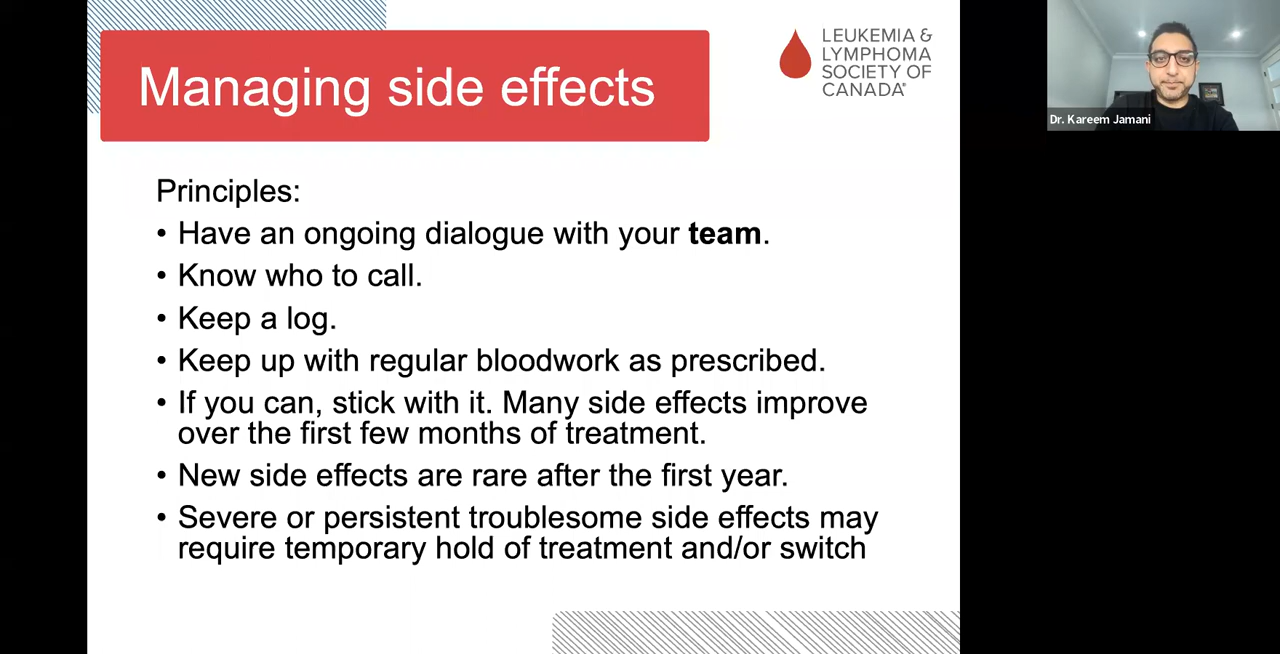 Managing side effects
LEUKEMIA &
LYMPHOMA
SOCIETY OF
CANADA®
Dr. Kareem Jamani
Principles:
• Have an ongoing dialogue with your team.
• Know who to call.
• Keep a log.
• Keep up with regular bloodwork as prescribed.
• If you can, stick with it. Many side effects improve
over the first few months of treatment.
• New side effects are rare after the first year.
• Severe or persistent troublesome side effects may
require temporary hold of treatment and/or switch